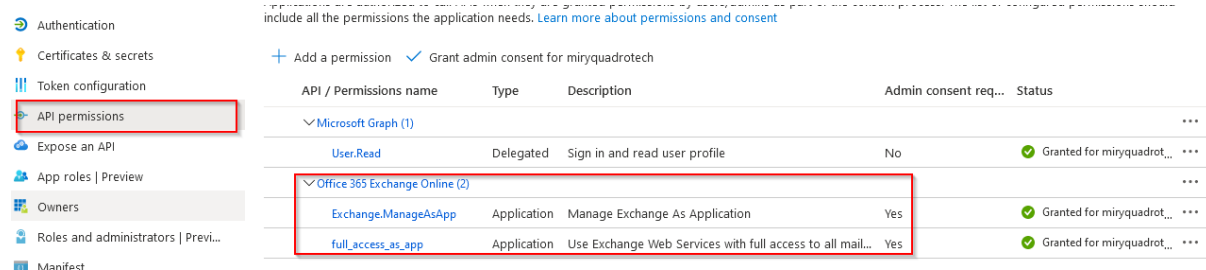 include all the permissions the application needs. Learn more about permissions and consent
Authentication
Certificates & secrets
Token configuration
API permissions
Expose an API
App roles | Preview
Owners
Roles and administrators | Previ...
Manifest
Add a permission
Grant admin consent for miryquadrotech
API / Permissions name Type Description Admin consent req... Status
Microsoft Graph (1)
User.Read Delegated Sign in and read user profile No Granted for miryquadrot...
Office 365 Exchange Online (2)
Exchange.ManageAsApp Application Manage Exchange As Application Yes Granted for miryquadrot...
full_access_as_app Application Use Exchange Web Services with full access to all mail... Yes Granted for miryquadrot...